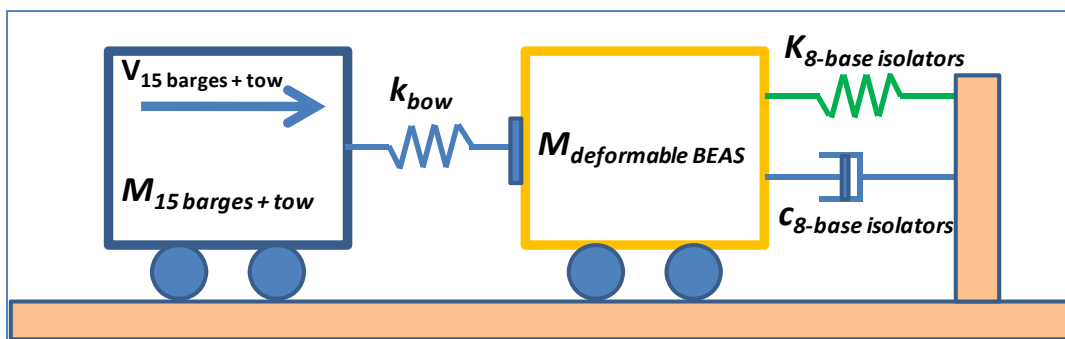 V15 barges + tow
kbow
K8-base isolators
M15 barges + tow
Mdeformable BEAS
c8-base isolators